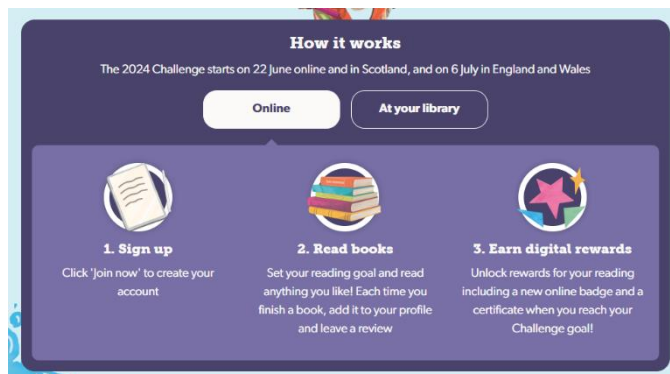 How it works
The 2024 Challenge starts on 22 June online and in Scotland, and on 6 July in England and Wales
Online
At your library
1. Sign up
Click 'Join now' to create your
account
2. Read books
Set your reading goal and read
anything you like! Each time you
finish a book, add it to your profile
and leave a review
3. Earn digital rewards
Unlock rewards for your reading
including a new online badge and a
certificate when you reach your
Challenge goal!